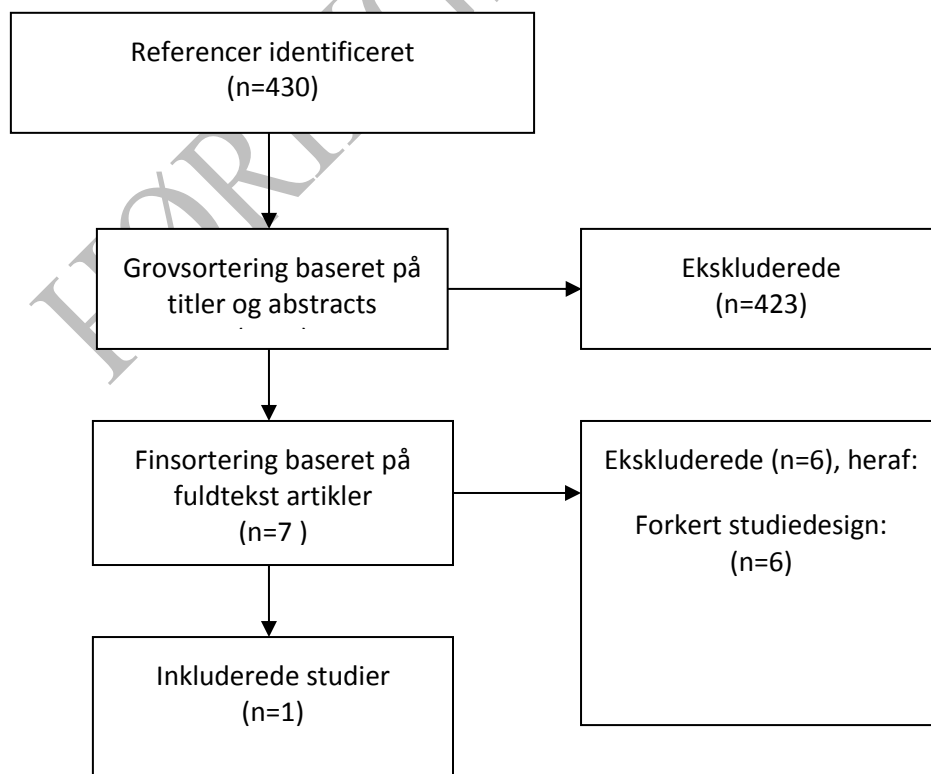 Referencer identificeret
(n=430)
Grovsortering baseret på
titler og abstracts
Ekskluderede
(n=423)
Finsortering baseret på
fuldtekst artikler
(n=7 )
Ekskluderede (n=6), heraf:
Forkert studiedesign:
(n=6)
Inkluderede studier
(n=1)